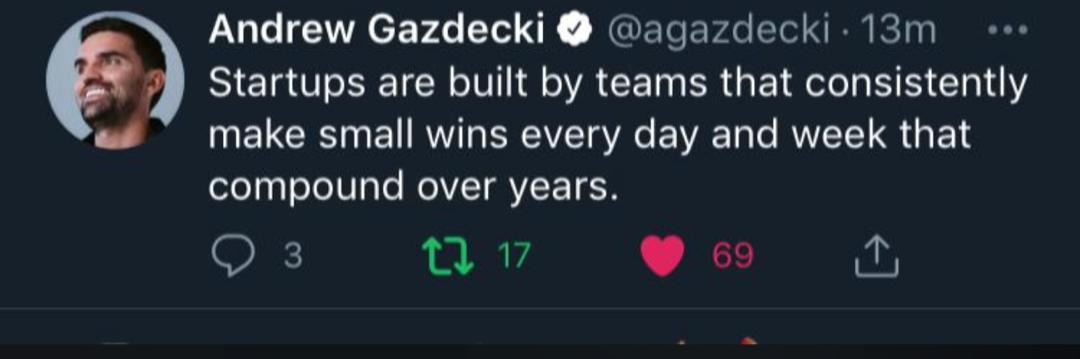 Andrew Gazdecki @agazdecki · 13m
Startups are built by teams that consistently
make small wins every day and week that
compound over years.
3 17 69